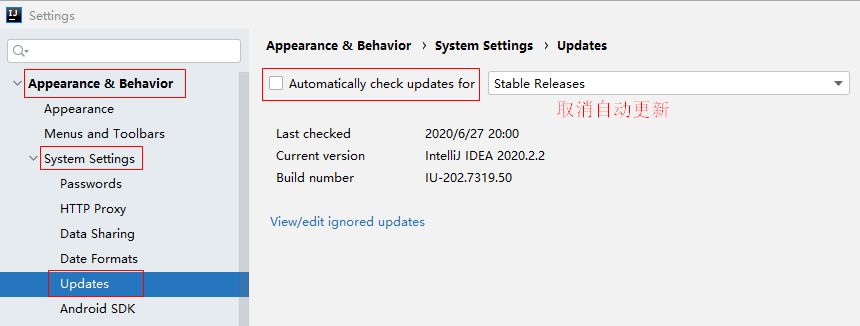 Settings
Appearance & Behavior
Appearance
Menus and Toolbars
System Settings
Passwords
HTTP Proxy
Data Sharing
Date Formats
Updates
Android SDK
Appearance & Behavior › System Settings › Updates
Automatically check updates for Stable Releases
取消自动更新
Last checked 2020/6/27 20:00
Current version IntelliJ IDEA 2020.2.2
Build number IU-202.7319.50
View/edit ignored updates